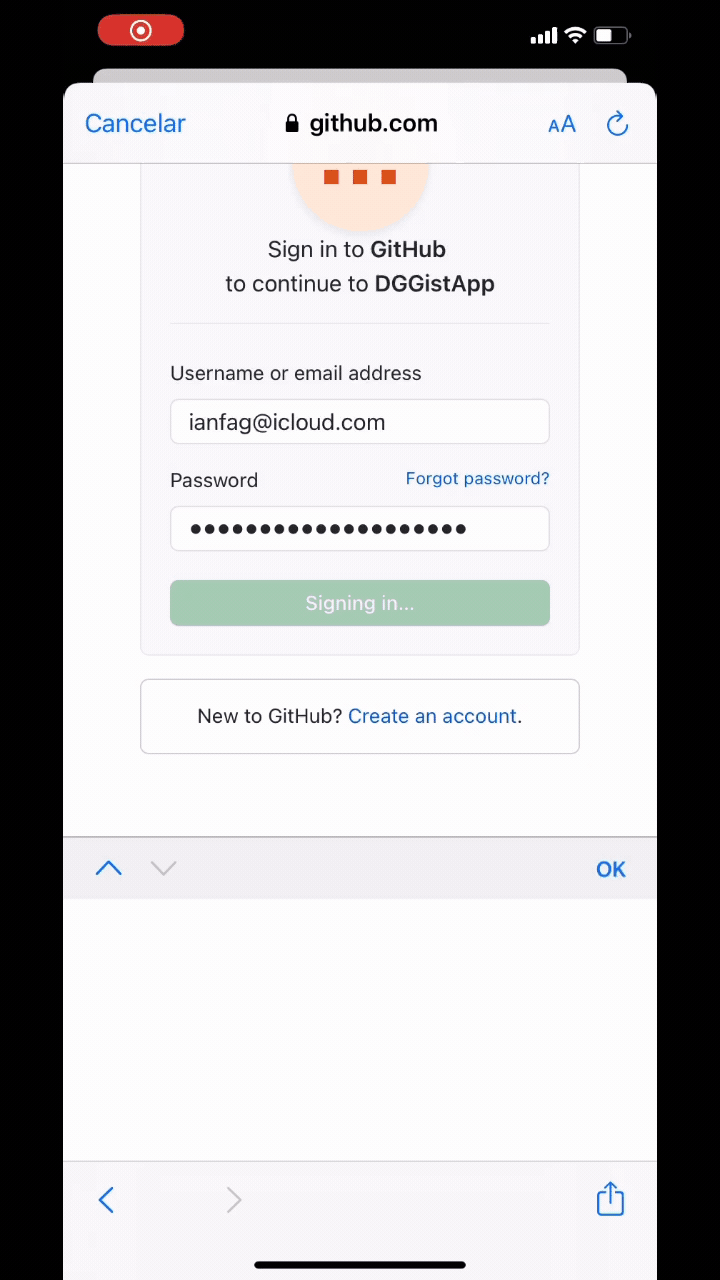 Cancelar
github.com
AA
Sign in to GitHub
to continue to DGGistApp
Username or email address
ianfag@icloud.com
Password
Forgot password?
●●●●●●●●●●●●●●●●●●●●
Signing in...
New to GitHub? Create an account.
OK